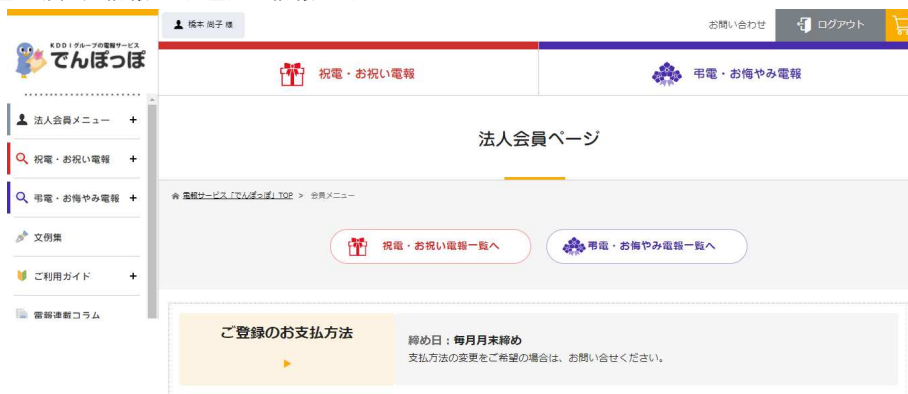 橋本 尚子 様
お問い合わせ
ログアウト
KDDIグループの電報サービス
でんぽっぽ
祝電・お祝い電報
弔電・お悔やみ電報
法人会員メニュー +
祝電・お祝い電報 +
弔電・お悔やみ電報 +
文例集
ご利用ガイド +
電報連載コラム
法人会員ページ
電報サービス「でんぽっぽ」TOP > 会員メニュー
祝電・お祝い電報一覧へ
弔電・お悔やみ電報一覧へ
ご登録のお支払方法
締め日：毎月月末締め
支払方法の変更をご希望の場合は、お問い合せください。